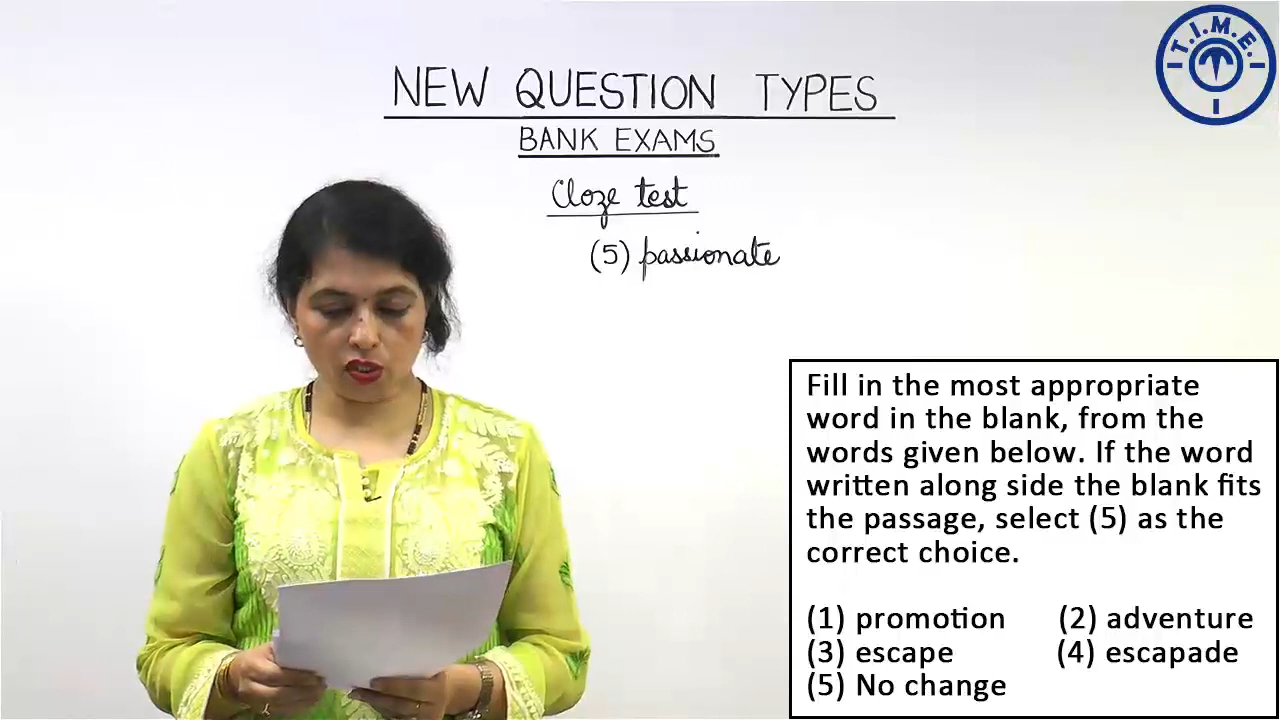 T.I.M.E.
NEW QUESTION TYPES
BANK EXAMS
Cloze test
(5) passionate
Fill in the most appropriate
word in the blank, from the
words given below. If the word
written along side the blank fits
the passage, select (5) as the
correct choice.
(1) promotion (2) adventure
(3) escape (4) escapade
(5) No change